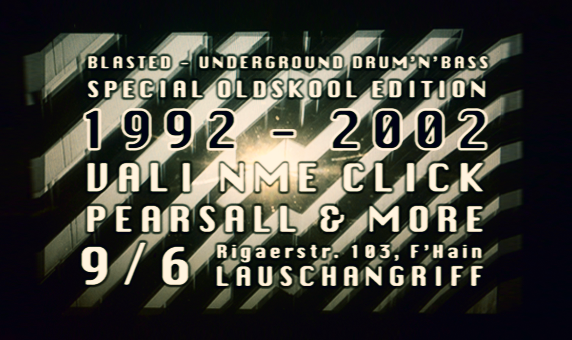 BLASTED - UNDERGROUND DRUM'N'BASS
SPECIAL OLDSKOOL EDITION
1992 - 2002
VALI NME CLICK
PEARSALL & MORE
9/6
Rigaerstr. 103, F'Hain
LAUSCHANGRIFF